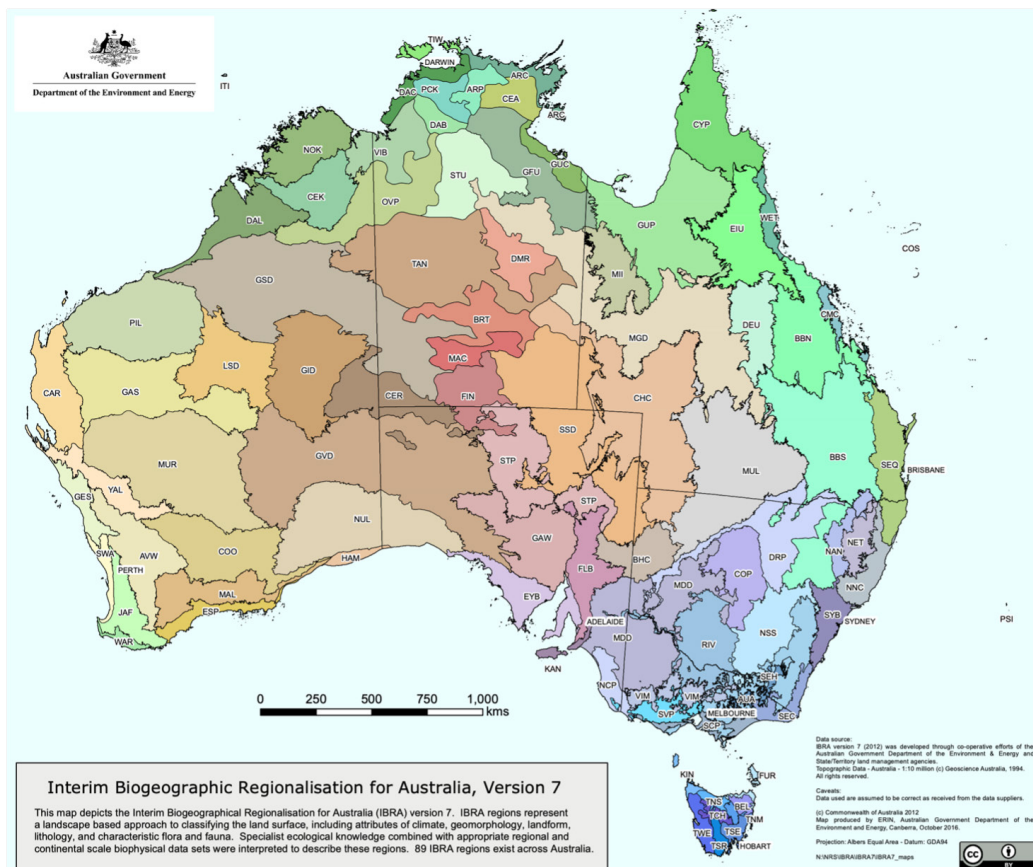 Australian Government
Department of the Environment and Energy
TIW
DARWIN
ITI
DAC
PCK
ARP
ARC
CEA
ARC
DAB
CYP
NOK
VIB
STU
GFU
GUC
CEK
OVP
DAL
GUP
EIU
WET
COS
TAN
DMR
MII
GSD
PIL
BRT
MGD
DEU
BBN
CMC
MAC
LSD
GID
CAR
GAS
CER
FIN
CHC
SSD
GVD
MUR
STP
MUL
BBS
SEQ
BRISBANE
YAL
GES
STP
NUL
GAW
SWA
AVW
COO
HAM
BHC
DRP
NAN
NET
PERTH
FLB
COP
MAL
EYB
MDD
NNC
JAF
ESP
ADELAIDE
MDD
RIV
NSS
SYB
SYDNEY
PSI
WAR
KAN
NCP
SEH
VIM
VIM
AUA
SVP
MELBOURNE
SEC
SCP
0 250 500 750 1,000
kms
KIN
FUR
TNS
BEL
TCH
TNM
TWE
TSE
TSR
HOBART
Interim Biogeographic Regionalisation for Australia, Version 7
This map depicts the Interim Biogeographical Regionalisation for Australia (IBRA) version 7. IBRA regions represent
a landscape based approach to classifying the land surface, including attributes of climate, geomorphology, landform,
lithology, and characteristic flora and fauna. Specialist ecological knowledge combined with appropriate regional and
continental scale biophysical data sets were interpreted to describe these regions. 89 IBRA regions exist across Australia.
Data source:
IBRA version 7 (2012) was developed through co-operative efforts of the
Australian Government Department of the Environment & Energy and
State/Territory land management agencies.
Topographic Data - Australia - 1:10 million (c) Geoscience Australia, 1994.
All rights reserved.
Caveats:
Data used are assumed to be correct as received from the data suppliers.
(c) Commonwealth of Australia 2012
Map produced by ERIN, Australian Government Department of the
Environment and Energy, Canberra, October 2016.
Projection: Albers Equal Area - Datum: GDA94
N:\NRS\IBRA\IBRA7\IBRA7_maps
cc
BY